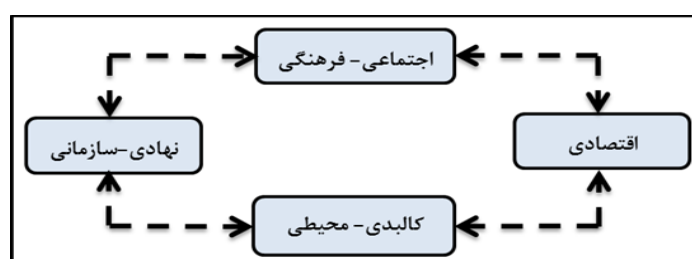 اجتماعی- فرهنگی
اقتصادی
نهادی-سازمانی
کالبدی- محیطی